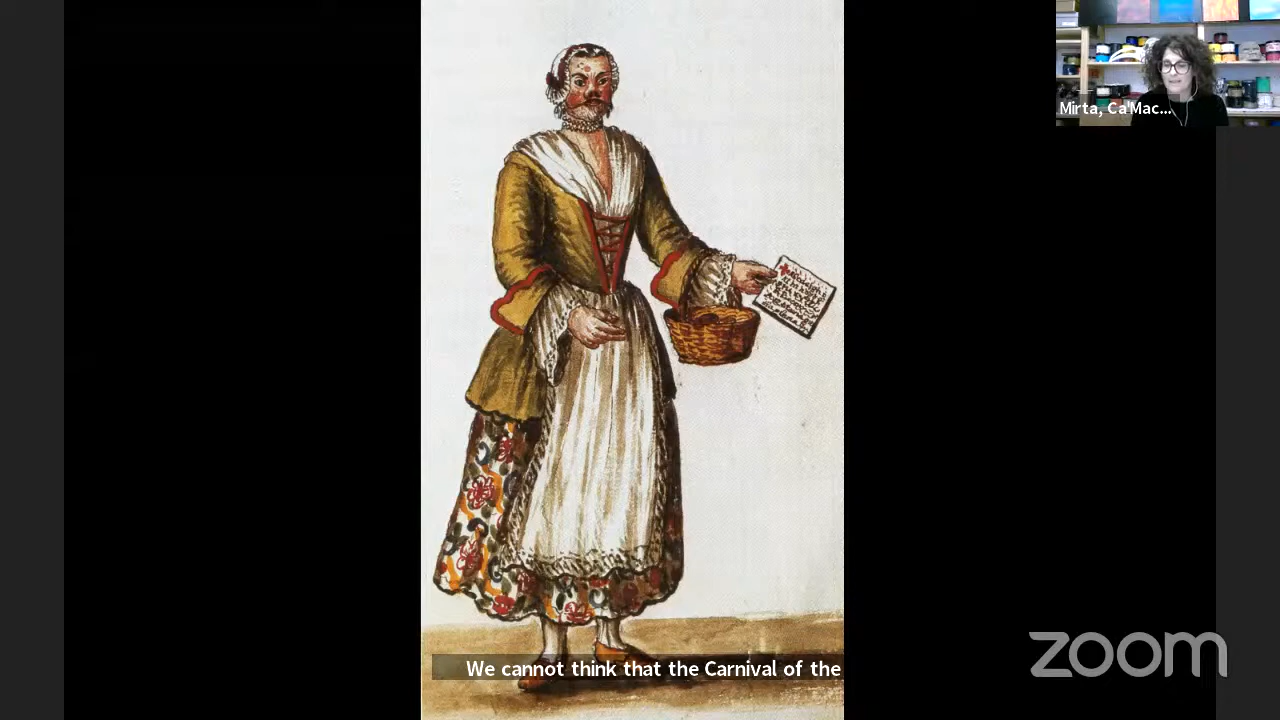 Mirta, Ca'Mac...
We cannot think that the Carnival of the
zoom